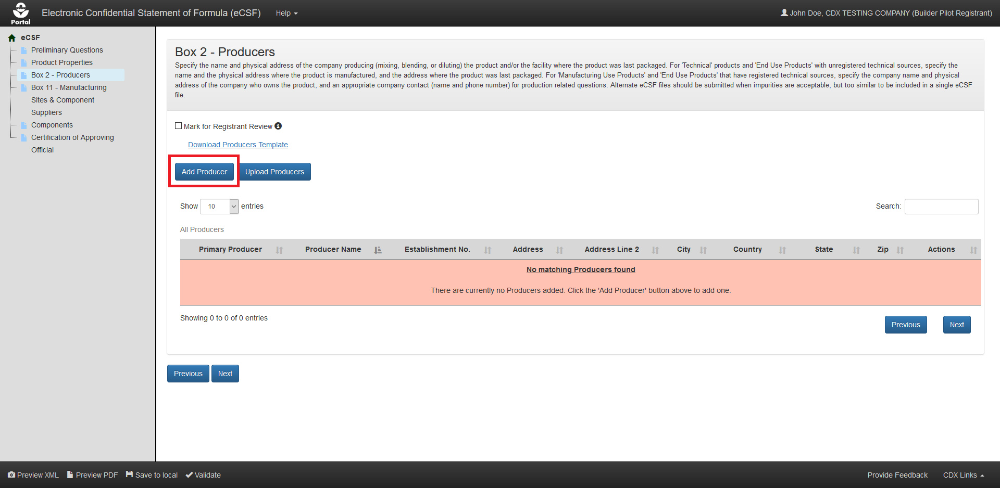 Portal
Electronic Confidential Statement of Formula (eCSF)
Help
John Doe, CDX TESTING COMPANY (Builder Pilot Registrant)
eCSF
Preliminary Questions
Product Properties
Box 2 - Producers
Box 11 - Manufacturing
Sites & Component
Suppliers
Components
Certification of Approving
Official
Box 2 - Producers
Specify the name and physical address of the company producing (mixing, blending, or diluting) the product and/or the facility where the product was last packaged. For 'Technical' products and 'End Use Products' with unregistered technical sources, specify the
name and the physical address where the product is manufactured, and the address where the product was last packaged. For 'Manufacturing Use Products' and 'End Use Products' that have registered technical sources, specify the company name and physical
address of the company who owns the product, and an appropriate company contact (name and phone number) for production related questions. Alternate eCSF files should be submitted when impurities are acceptable, but too similar to be included in a single eCSF
file.
Mark for Registrant Review
Download Producers Template
Add Producer
Upload Producers
Show 10 entries
Search:
All Producers
Primary Producer Producer Name Establishment No. Address Address Line 2 City Country State Zip Actions
No matching Producers found
There are currently no Producers added. Click the 'Add Producer' button above to add one.
Showing 0 to 0 of 0 entries
Previous
Next
Previous
Next
Preview XML
Preview PDF
Save to local
Validate
Provide Feedback
CDX Links